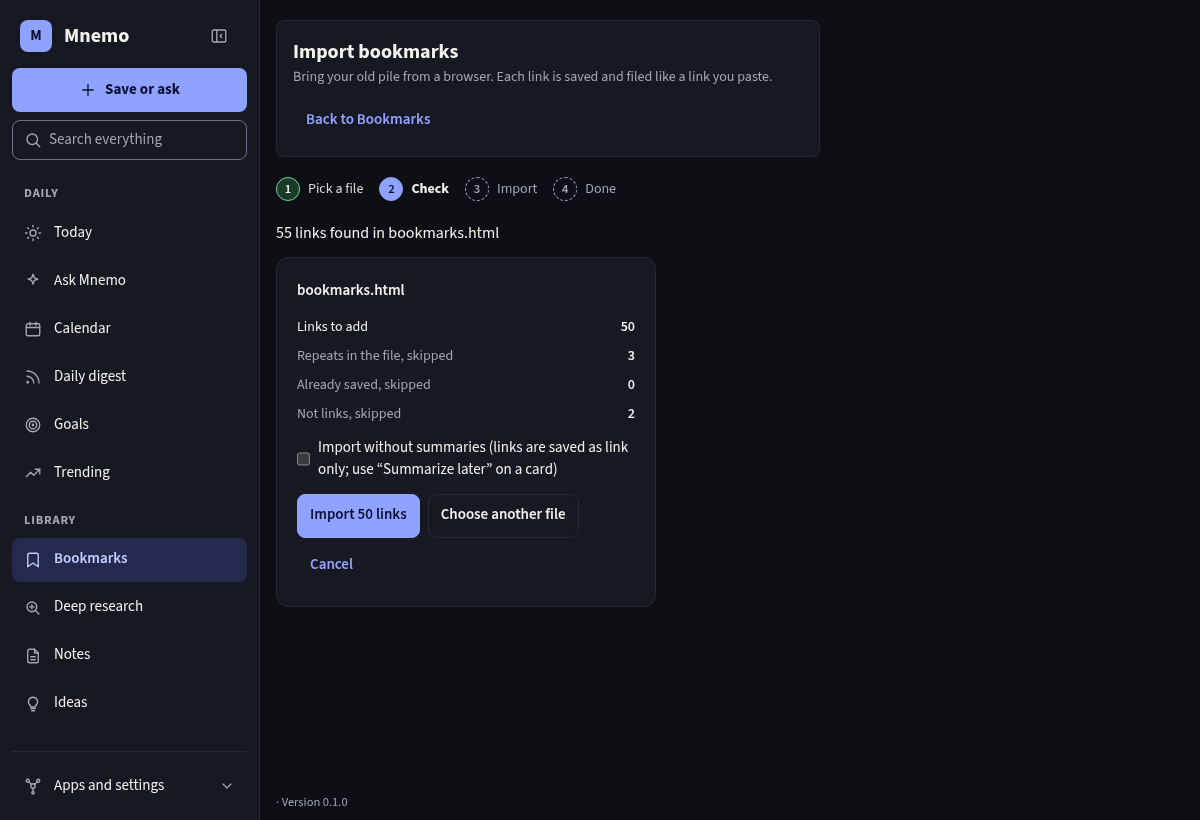 M Mnemo
Save or ask
Search everything
DAILY
Today
Ask Mnemo
Calendar
Daily digest
Goals
Trending
LIBRARY
Bookmarks
Deep research
Notes
Ideas
Apps and settings
Import bookmarks
Bring your old pile from a browser. Each link is saved and filed like a link you paste.
Back to Bookmarks
1 Pick a file 2 Check 3 Import 4 Done
55 links found in bookmarks.html
bookmarks.html
Links to add 50
Repeats in the file, skipped 3
Already saved, skipped 0
Not links, skipped 2
Import without summaries (links are saved as link
only; use “Summarize later” on a card)
Import 50 links Choose another file
Cancel
· Version 0.1.0